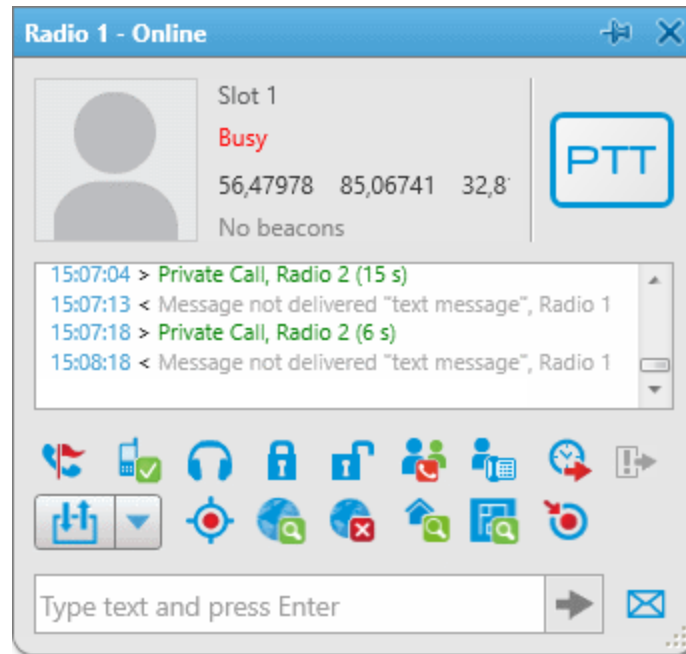 Radio 1 - Online
Slot 1
Busy
56,47978 85,06741 32,8
No beacons
PTT
15:07:04 > Private Call, Radio 2 (15 s)
15:07:13 < Message not delivered "text message", Radio 1
15:07:18 > Private Call, Radio 2 (6 s)
15:08:18 < Message not delivered "text message", Radio 1
Type text and press Enter